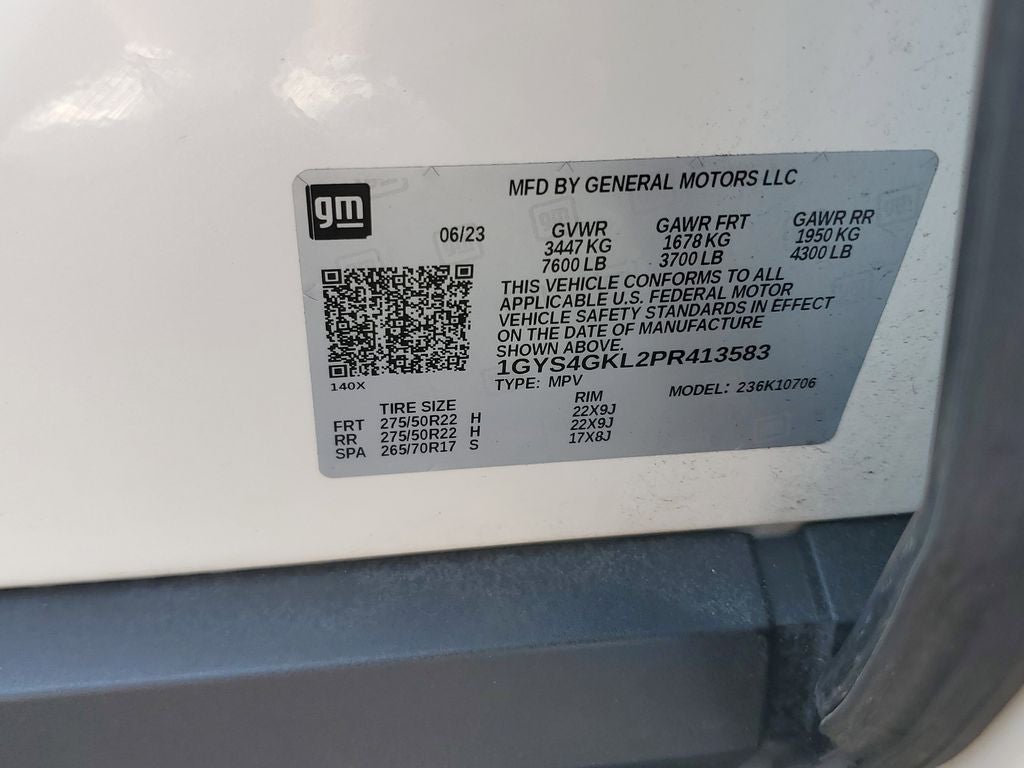 gm
MFD BY GENERAL MOTORS LLC
06/23
GVWR
3447 KG
7600 LB
GAWR FRT
1678 KG
3700 LB
GAWR RR
1950 KG
4300 LB
THIS VEHICLE CONFORMS TO ALL
APPLICABLE U.S. FEDERAL MOTOR
VEHICLE SAFETY STANDARDS IN EFFECT
ON THE DATE OF MANUFACTURE
SHOWN ABOVE.
1GYS4GKL2PR413583
TYPE: MPV
MODEL: 236K10706
140X
TIRE SIZE
RIM
FRT 275/50R22 H 22X9J
RR 275/50R22 H 22X9J
SPA 265/70R17 S 17X8J